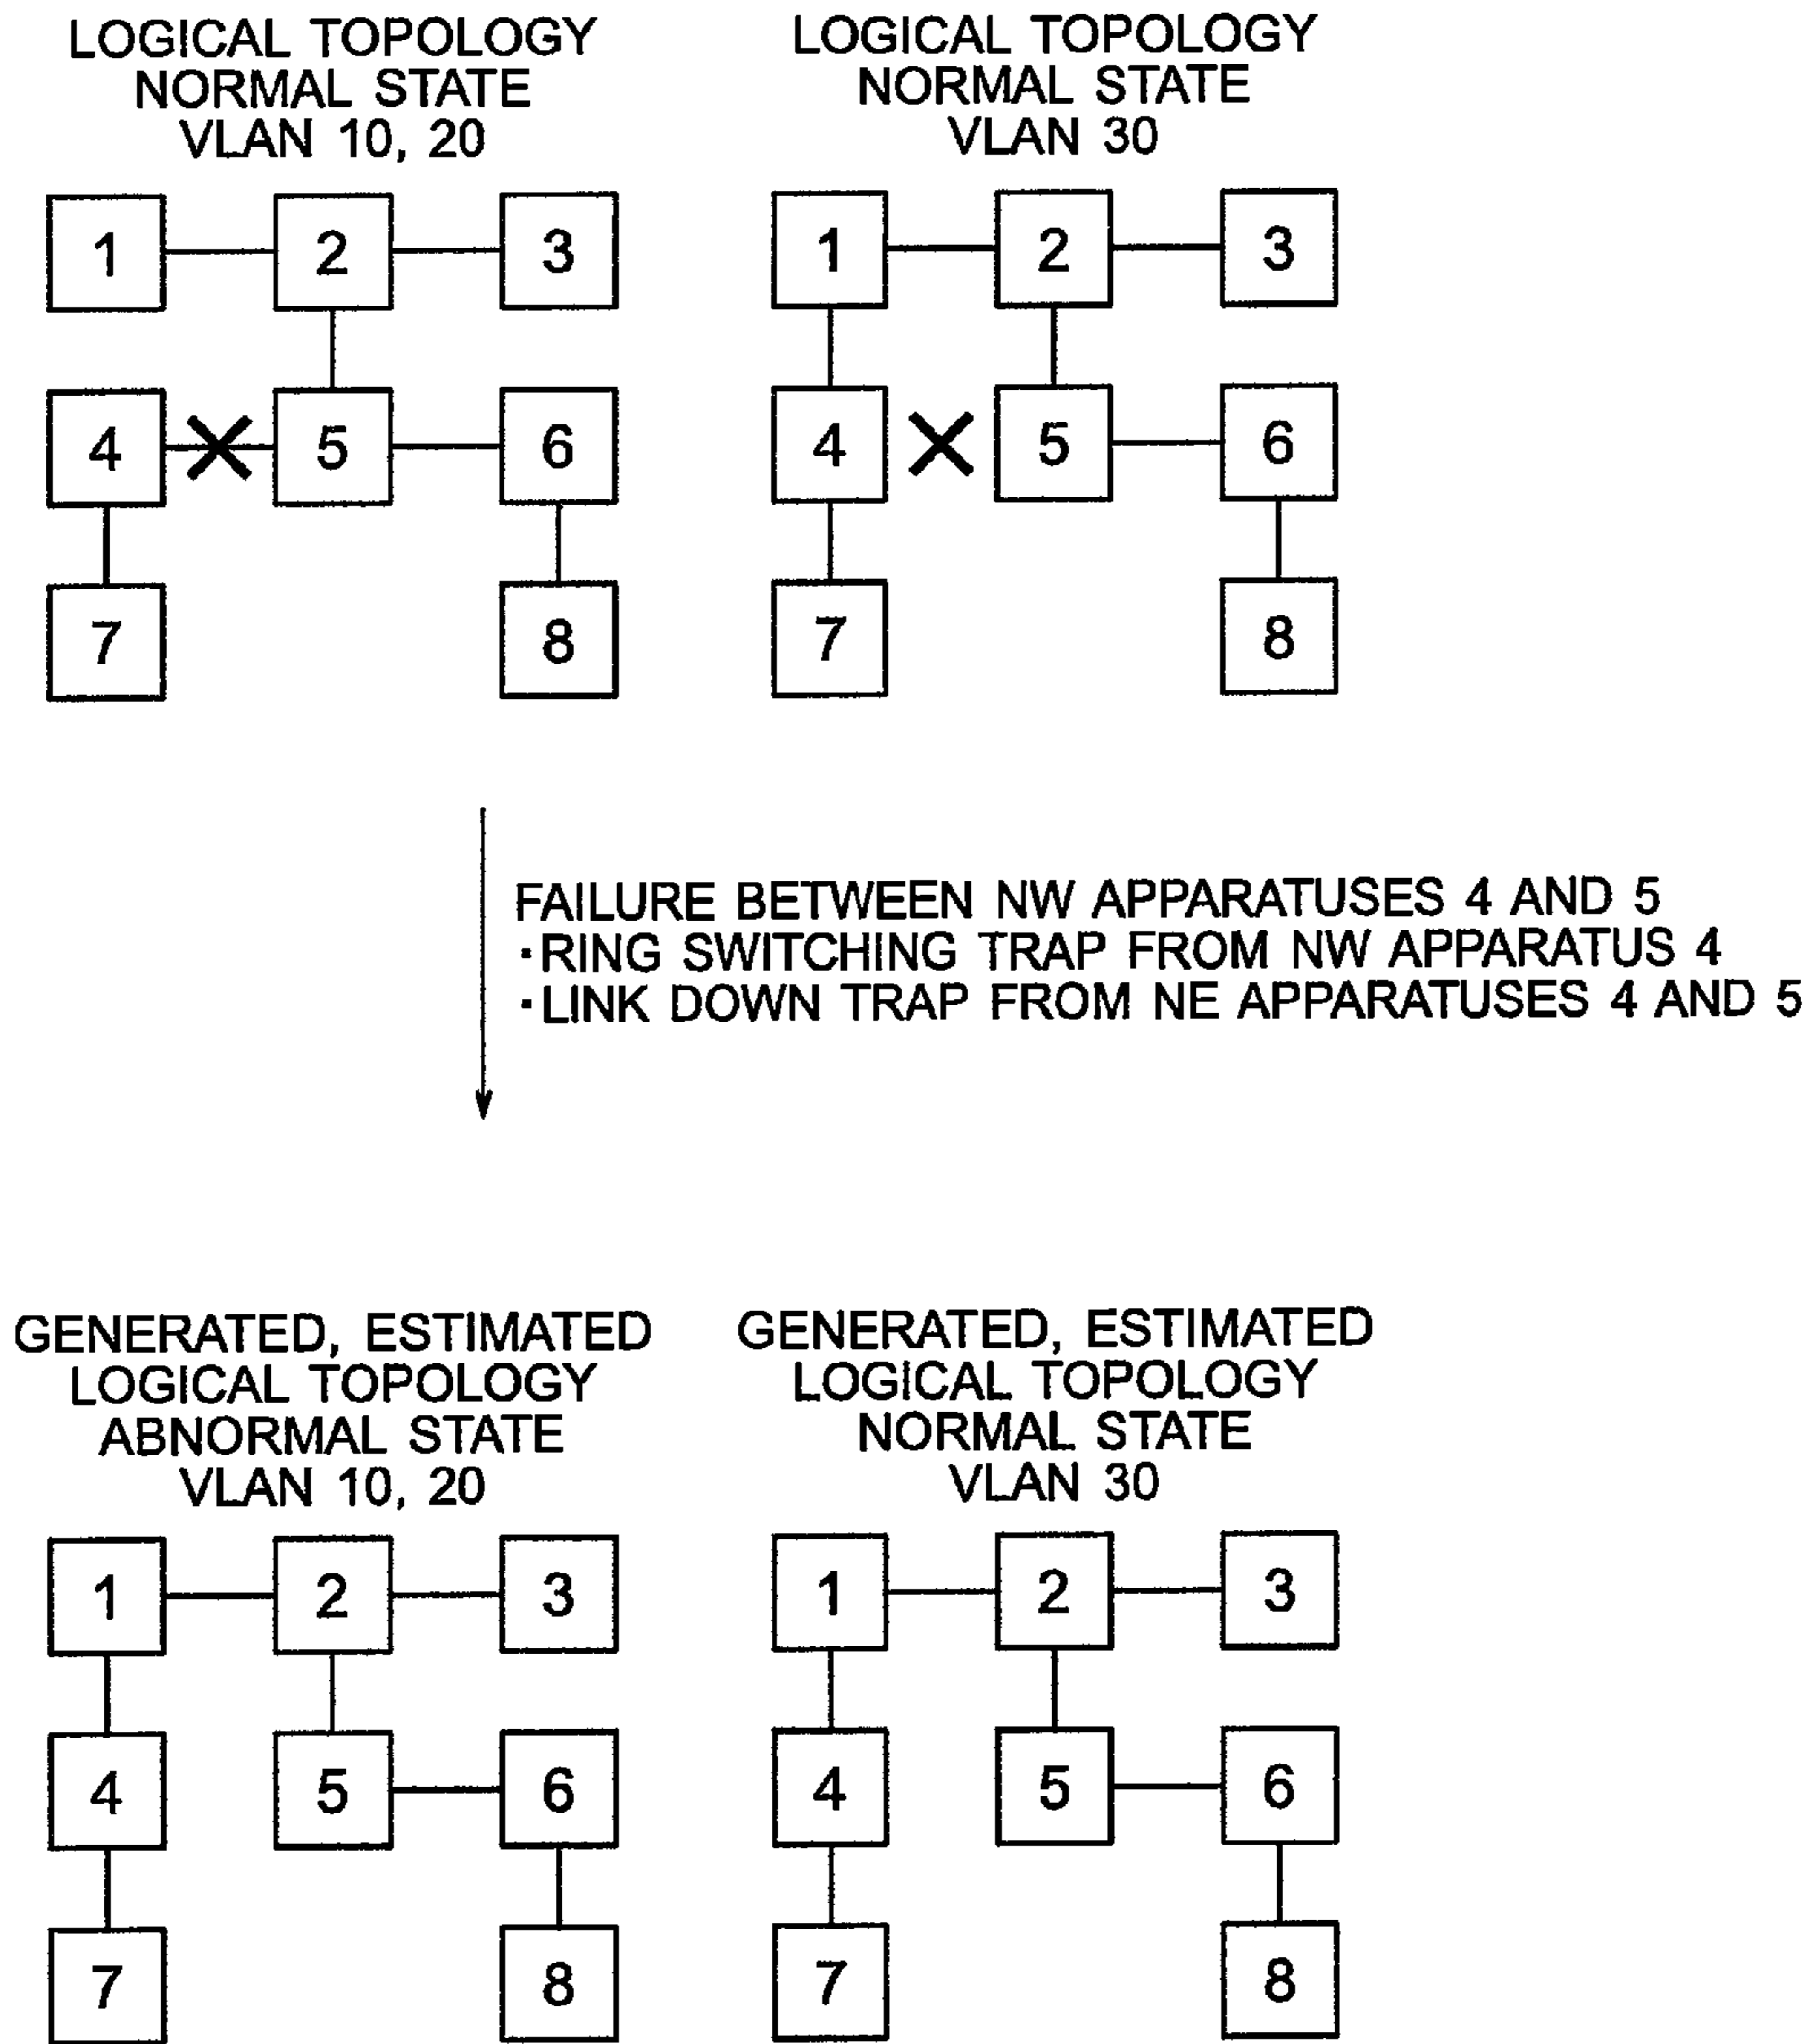 LOGICAL TOPOLOGY
NORMAL STATE
VLAN 10, 20
LOGICAL TOPOLOGY
NORMAL STATE
VLAN 30
1 2 3
4 5 6
7 8
1 2 3
4 5 6
7 8
FAILURE BETWEEN NW APPARATUSES 4 AND 5
・RING SWITCHING TRAP FROM NW APPARATUS 4
・LINK DOWN TRAP FROM NE APPARATUSES 4 AND 5
GENERATED, ESTIMATED
LOGICAL TOPOLOGY
ABNORMAL STATE
VLAN 10, 20
GENERATED, ESTIMATED
LOGICAL TOPOLOGY
NORMAL STATE
VLAN 30
1 2 3
4 5 6
7 8
1 2 3
4 5 6
7 8